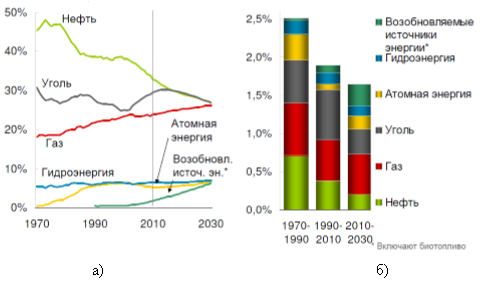 50%
40%
30%
20%
10%
0%
Нефть
Уголь
Газ
Гидроэнергия
Атомная
энергия
Возобновл.
источ. эн.*
1970
1990
2010
2030
а)
2,5%
2,0%
1,5%
1,0%
0,5%
0,0%
1970-
1990
1990-
2010
2010-
2030
Возобновляемые
источники
энергии*
Гидроэнергия
Атомная энергия
Уголь
Газ
Нефть
* Включают биотопливо
б)